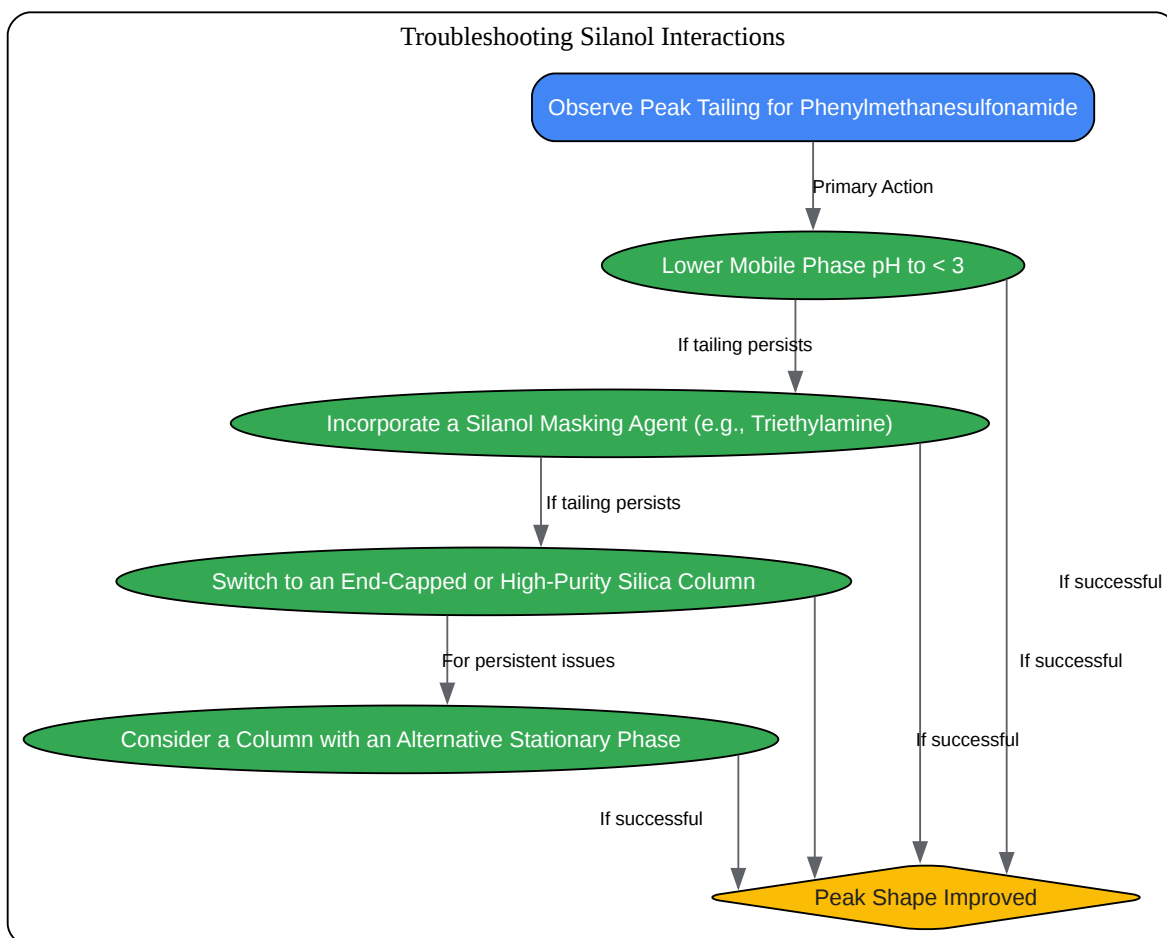 Troubleshooting Silanol Interactions
Observe Peak Tailing for Phenylmethanesulfonamide
Primary Action
Lower Mobile Phase pH to < 3
If tailing persists
Incorporate a Silanol Masking Agent (e.g., Triethylamine)
If tailing persists
Switch to an End-Capped or High-Purity Silica Column
If successful
For persistent issues
If successful
Consider a Column with an Alternative Stationary Phase
If successful
If successful
Peak Shape Improved